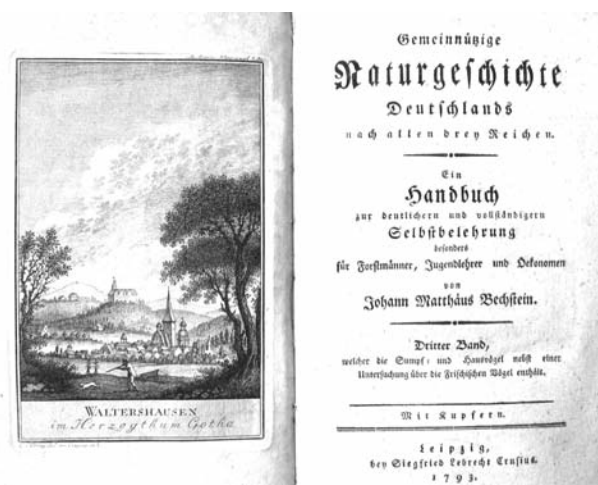 WALTERSHAUSEN
im Herzogthum Gotha
Gemeinnützige
Naturgeschichte
Deutschlands
nach allen drey Reichen.
Ein
Handbuch
zur deutlichern und vollständigern
Selbstbelehrung
besonders
für Forstmänner, Jugendlehrer und Oekonomen
von
Johann Matthäus Bechstein.
Dritter Band,
welcher die Sumpf- und Hausvögel nebst einer
Untersuchung über die Frischischen Vögel enthält.
Mit Kupfern.
Leipzig,
bey Siegfried Lebrecht Crusius.
1793.